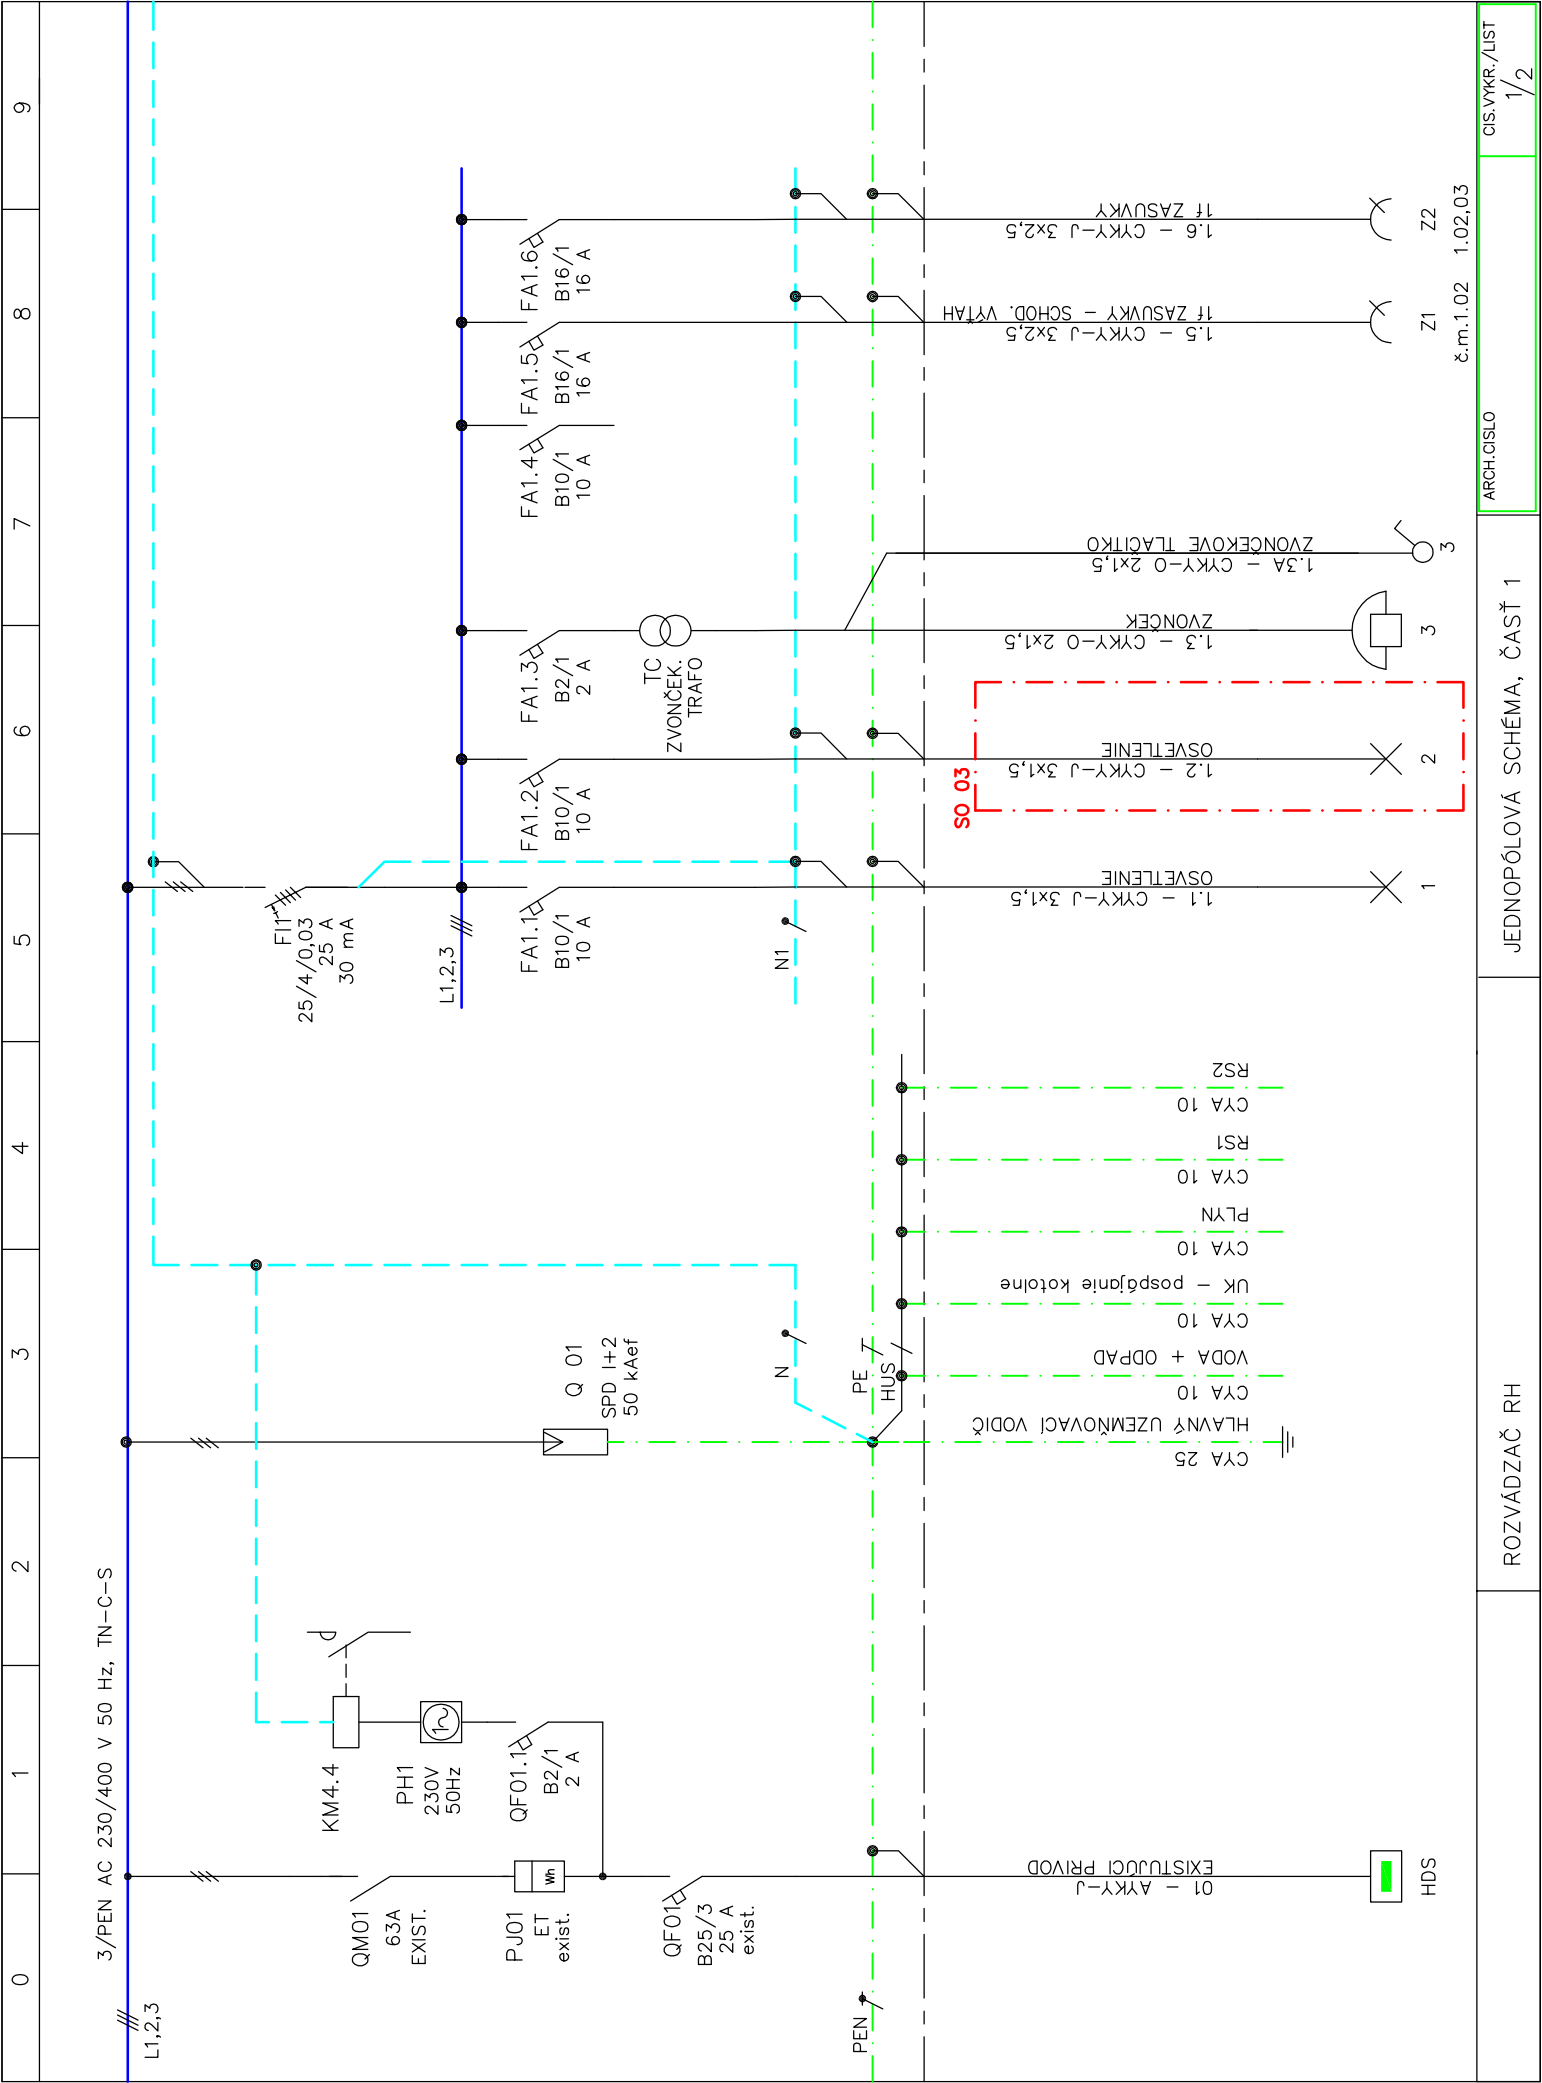 0
1
2
3
4
5
6
7
8
9
3/PEN AC 230/400 V 50 Hz, TN-C-S
L1,2,3
QM01
63A
EXIST.
PJ01
ET
exist.
Wh
QF01
B25/3
25 A
exist.
PEN
01 - AYKY-J
EXISTUJÚCI PRIVOD
HDS
KM4.4
PH1
230V
50Hz
1~
QF01.1
B2/1
2 A
Q 01
SPD I+2
50 kAef
N
PE
HUS
CYA 25
HLAVNÝ UZEMŇOVACÍ VODIČ
CYA 10
VODA + ODPAD
CYA 10
UK - pospájanie kotolne
CYA 10
PLYN
CYA 10
RS1
CYA 10
RS2
FI1
25/4/0,03
25 A
30 mA
L1,2,3
N1
FA1.1
B10/1
10 A
1.1 - CYKY-J 3x1,5
OSVETLENIE
1
FA1.2
B10/1
10 A
SO 03
1.2 - CYKY-J 3x1,5
OSVETLENIE
2
FA1.3
B2/1
2 A
TC
ZVONČEK.
TRAFO
1.3 - CYKY-O 2x1,5
ZVONČEK
3
1.3A - CYKY-O 2x1,5
ZVONČEKOVE TLAČITKO
3
FA1.4
B10/1
10 A
FA1.5
B16/1
16 A
1.5 - CYKY-J 3x2,5
1f ZASUVKY - SCHOD. VÝŤAH
Z1
č.m.1.02
FA1.6
B16/1
16 A
1.6 - CYKY-J 3x2,5
1f ZASUVKY
Z2
1.02,03
ROZVÁDZAČ RH
JEDNOPÓLOVÁ SCHÉMA, ČASŤ 1
ARCH.CISLO
CIS.VYKR./LIST
1/2